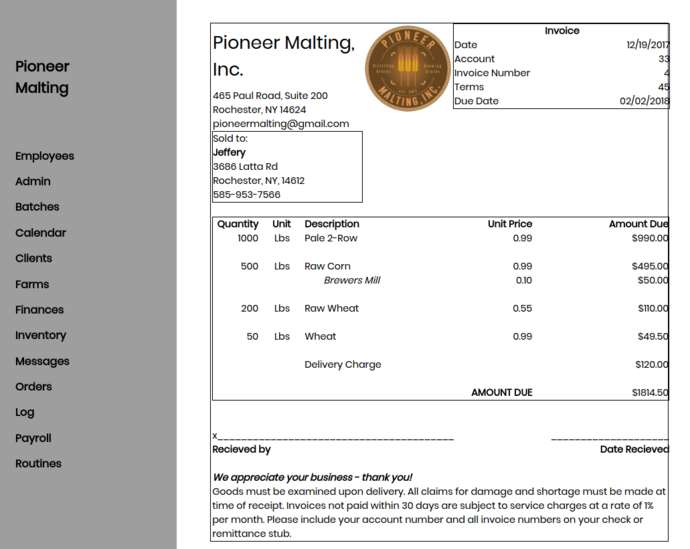 Pioneer
Malting
Employees
Admin
Batches
Calendar
Clients
Farms
Finances
Inventory
Messages
Orders
Log
Payroll
Routines
Pioneer Malting,
Inc.
465 Paul Road, Suite 200
Rochester, NY 14624
pioneermalting@gmail.com
PIONEER
Distilling Brewing
Grains Grains
MALTING, INC.
Invoice
Date 12/19/2017
Account 33
Invoice Number 4
Terms 45
Due Date 02/02/2018
Sold to:
Jeffery
3686 Latta Rd
Rochester, NY, 14612
585-953-7566
Quantity Unit Description Unit Price Amount Due
1000 Lbs Pale 2-Row 0.99 $990.00
500 Lbs Raw Corn 0.99 $495.00
Brewers Mill 0.10 $50.00
200 Lbs Raw Wheat 0.55 $110.00
50 Lbs Wheat 0.99 $49.50
Delivery Charge $120.00
AMOUNT DUE $1814.50
x
Recieved by Date Recieved
We appreciate your business - thank you!
Goods must be examined upon delivery. All claims for damage and shortage must be made at
time of receipt. Invoices not paid within 30 days are subject to service charges at a rate of 1%
per month. Please include your account number and all invoice numbers on your check or
remittance stub.